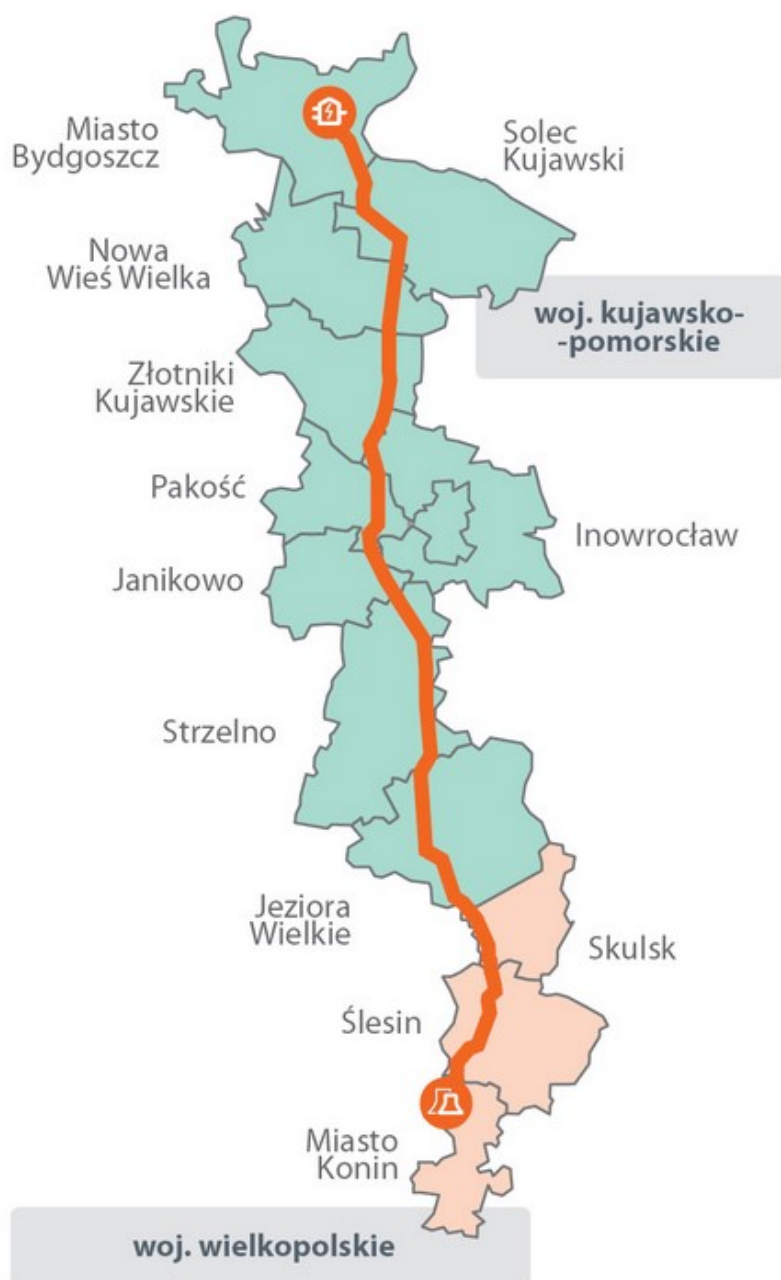 Miasto
Bydgoszcz
Solec
Kujawski
Nowa
Wieś Wielka
woj. kujawsko-
-pomorskie
Złotniki
Kujawskie
Pakość
Inowrocław
Janikowo
Strzelno
Jeziora
Wielkie
Skulsk
Ślesin
Miasto
Konin
woj. wielkopolskie